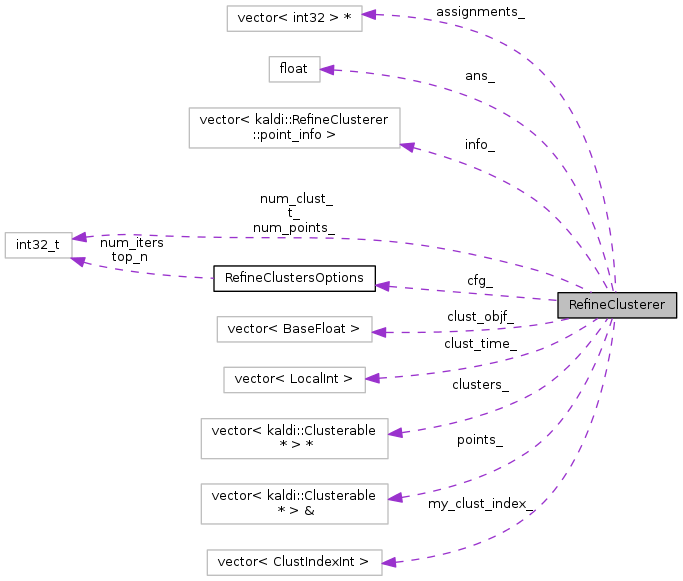 assignments_
vector< int32 > *
float
ans_
vector< kaldi::RefineClusterer
::point_info >
info_
num_clust_
t_
num_points_
int32_t
num_iters
top_n
RefineClustersOptions
cfg_
RefineClusterer
vector< BaseFloat >
clust_objf_
clust_time_
vector< LocalInt >
clusters_
vector< kaldi::Clusterable
* > *
points_
vector< kaldi::Clusterable
* > &
my_clust_index_
vector< ClustIndexInt >